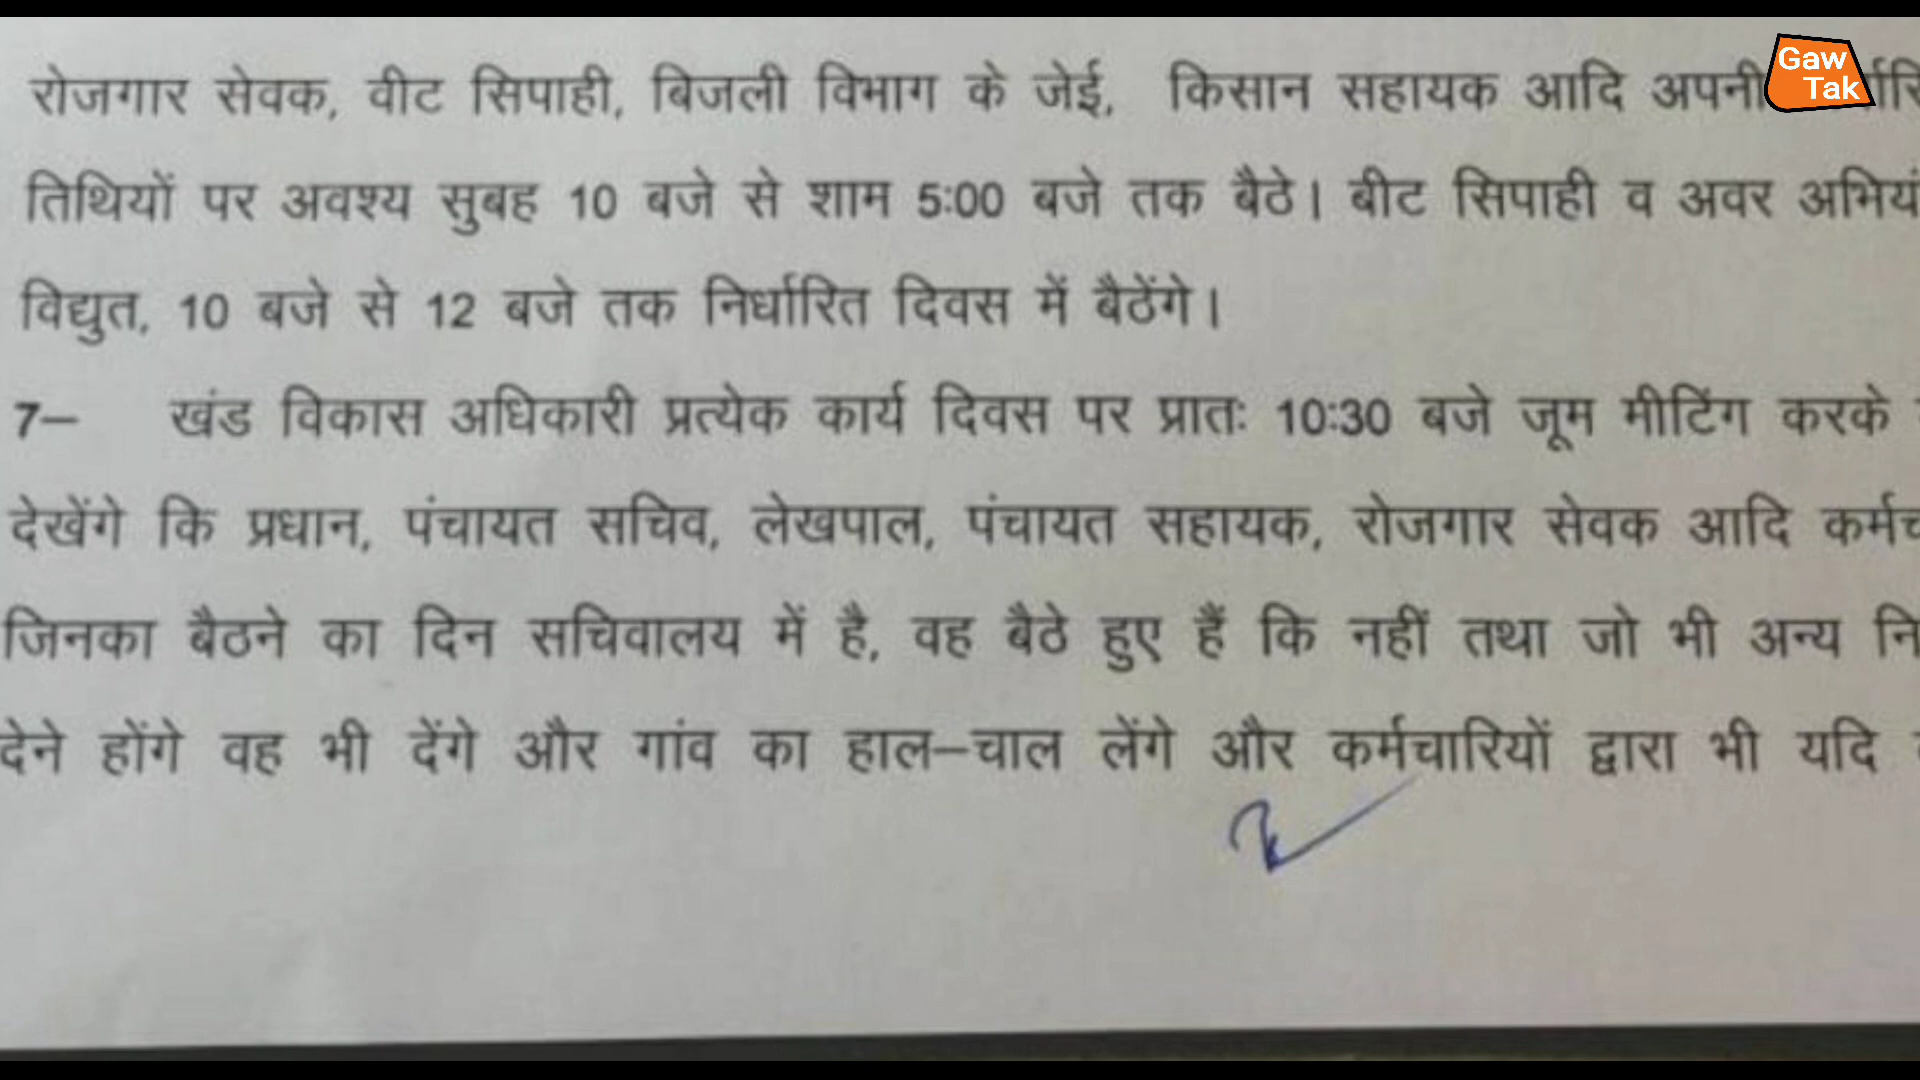 रोजगार सेवक, वीट सिपाही, बिजली विभाग के जेई, किसान सहायक आदि अपनी
Gaw
Tak
तिथियों पर अवश्य सुबह 10 बजे से शाम 5:00 बजे तक बैठे। बीट सिपाही व अवर
विद्युत, 10 बजे से 12 बजे तक निर्धारित दिवस में बैठेंगे।
7– खंड विकास अधिकारी प्रत्येक कार्य दिवस पर प्रातः 10:30 बजे जूम मीटिंग करके
देखेंगे कि प्रधान, पंचायत सचिव, लेखपाल, पंचायत सहायक, रोजगार सेवक आदि
जिनका बैठने का दिन सचिवालय में है, वह बैठे हुए हैं कि नहीं तथा जो भी अन्य
देने होंगे वह भी देंगे और गांव का हाल–चाल लेंगे और कर्मचारियों द्वारा भी यदि